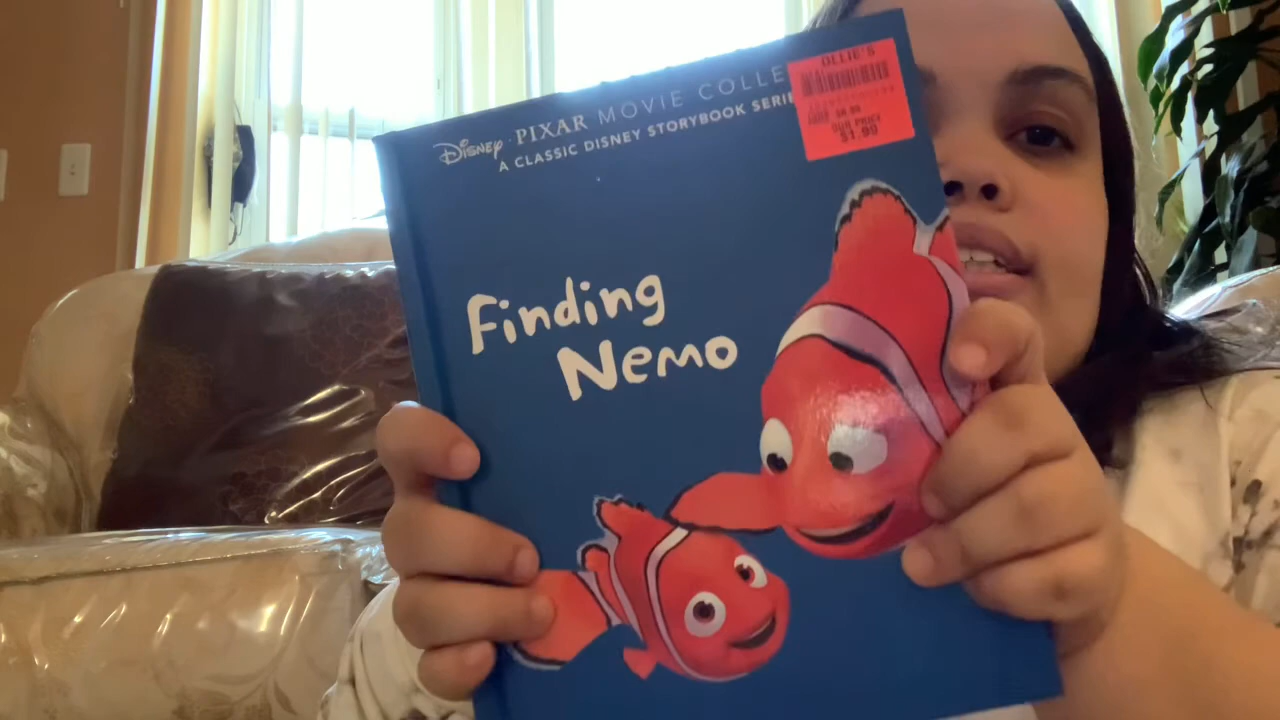 Disney · PIXAR MOVIE COLLE
A CLASSIC DISNEY STORYBOOK SERI
OLLIE'S
OUR PRICE
$1.99
Finding
Nemo